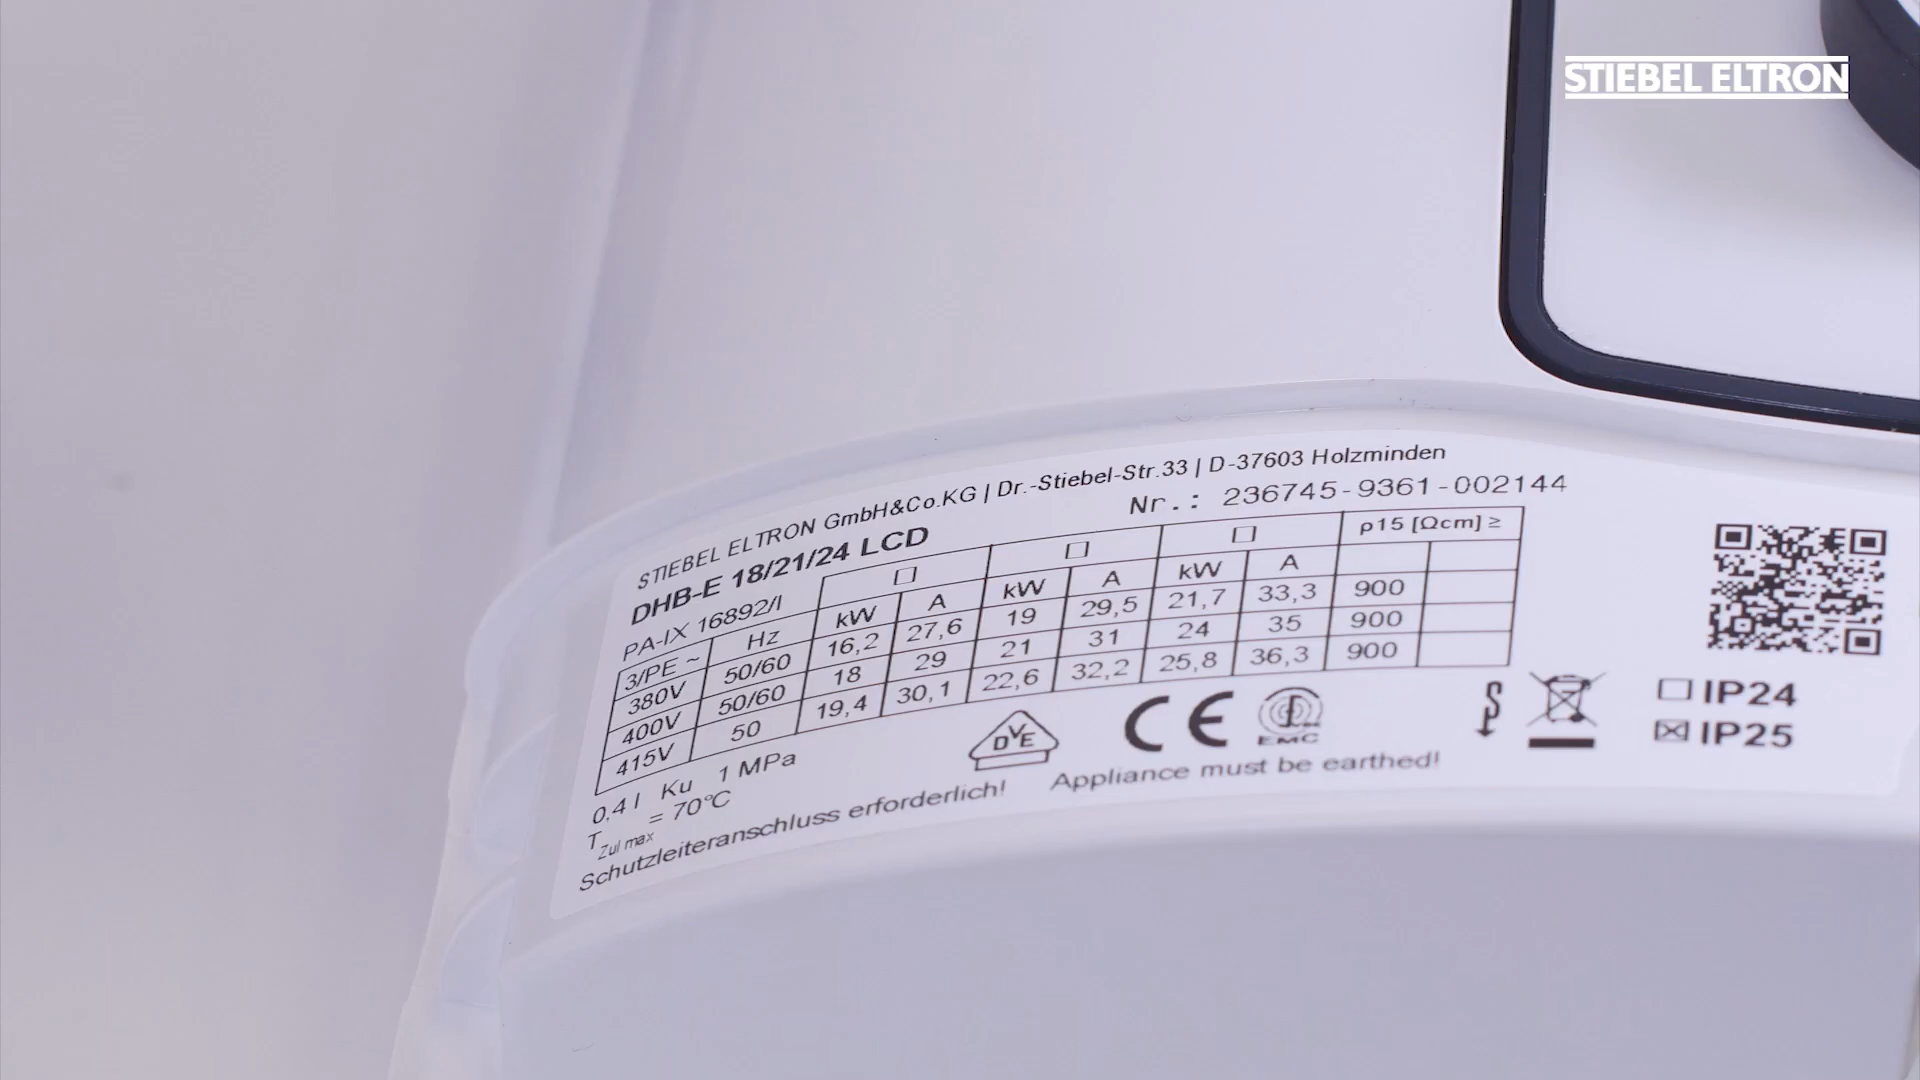 STIEBEL ELTRON
STIEBEL ELTRON GmbH&Co.KG | Dr.-Stiebel-Str.33 | D-37603 Holzminden
DHB-E 18/21/24 LCD Nr.: 236745-9361-002144
PA-IX 16892/I ☐ ☐ ☐ ρ15 [Ωcm] ≥
3/PE ~ Hz kW A kW A kW A
380V 50/60 16,2 27,6 19 29,5 21,7 33,3 900
400V 50/60 18 29 21 31 24 35 900
415V 50 19,4 30,1 22,6 32,2 25,8 36,3 900
0,4 l Ku 1 MPa
T Zul max = 70°C
DVE
CE
EMC
☐ IP24
☒ IP25
Schutzleiteranschluss erforderlich! Appliance must be earthed!